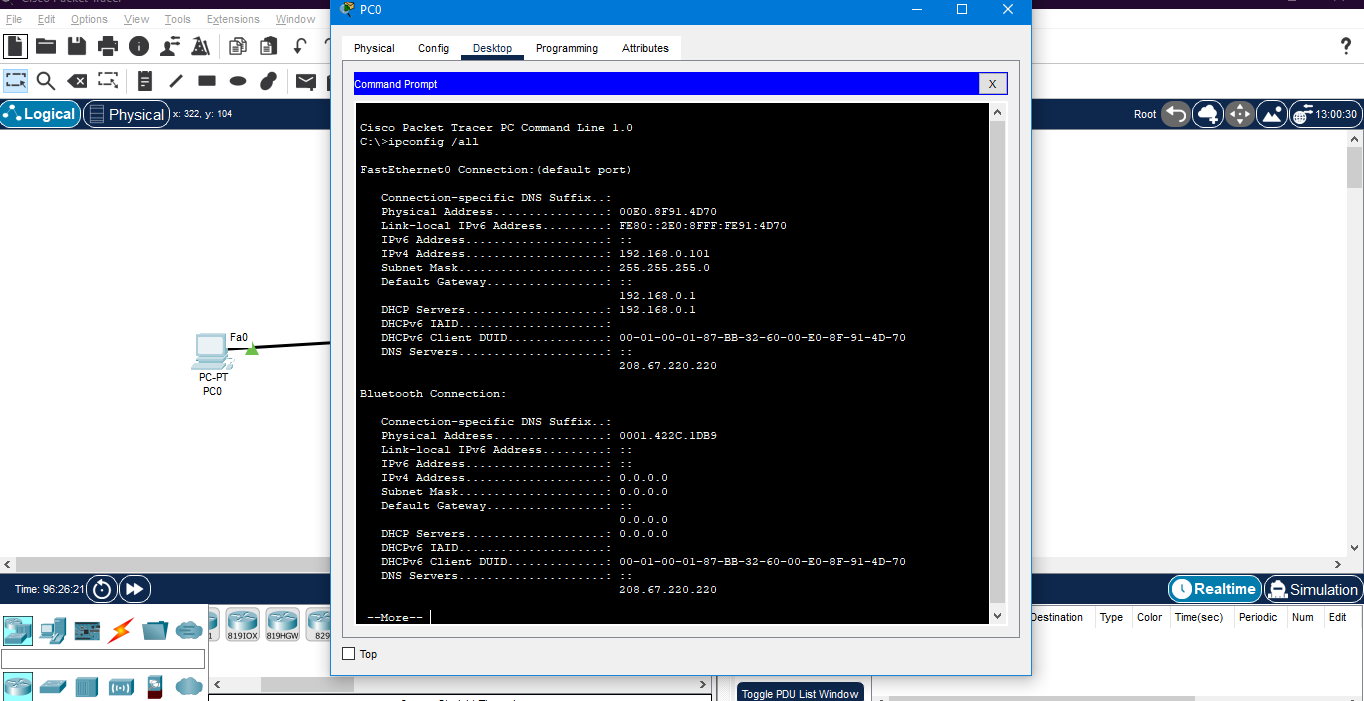 PC0
File Edit Options View Tools Extensions Window
Physical Config Desktop Programming Attributes
Command Prompt
X
Logical
Physical
x: 322, y: 104
Root
13:00:30
Cisco Packet Tracer PC Command Line 1.0
C:\>ipconfig /all
FastEthernet0 Connection:(default port)
Connection-specific DNS Suffix..:
Physical Address................: 00E0.8F91.4D70
Link-local IPv6 Address.........: FE80::2E0:8FFF:FE91:4D70
IPv6 Address....................: ::
IPv4 Address....................: 192.168.0.101
Subnet Mask.....................: 255.255.255.0
Default Gateway.................: ::
192.168.0.1
DHCP Servers....................: 192.168.0.1
DHCPv6 IAID.....................:
DHCPv6 Client DUID..............: 00-01-00-01-87-BB-32-60-00-E0-8F-91-4D-70
DNS Servers.....................: ::
208.67.220.220
Bluetooth Connection:
Connection-specific DNS Suffix..:
Physical Address................: 0001.422C.1DB9
Link-local IPv6 Address.........: ::
IPv6 Address....................: ::
IPv4 Address....................: 0.0.0.0
Subnet Mask.....................: 0.0.0.0
Default Gateway.................: ::
0.0.0.0
DHCP Servers....................: 0.0.0.0
DHCPv6 IAID.....................:
DHCPv6 Client DUID..............: 00-01-00-01-87-BB-32-60-00-E0-8F-91-4D-70
DNS Servers.....................: ::
208.67.220.220
--More--
Fa0
PC-PT
PC0
Top
Time: 96:26:21
Realtime
Simulation
819IOX 819HGW 829
Destination Type Color Time(sec) Periodic Num Edit
Toggle PDU List Window